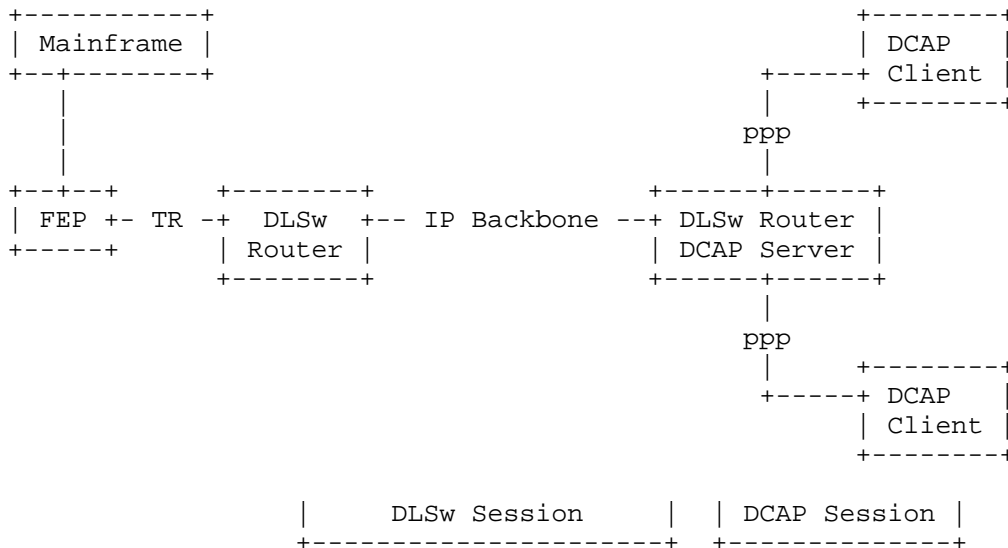 Mainframe DCAP
Client
ppp
FEP TR DLSw IP Backbone DLSw Router
Router DCAP Server
ppp
DCAP
Client
DLSw Session DCAP Session